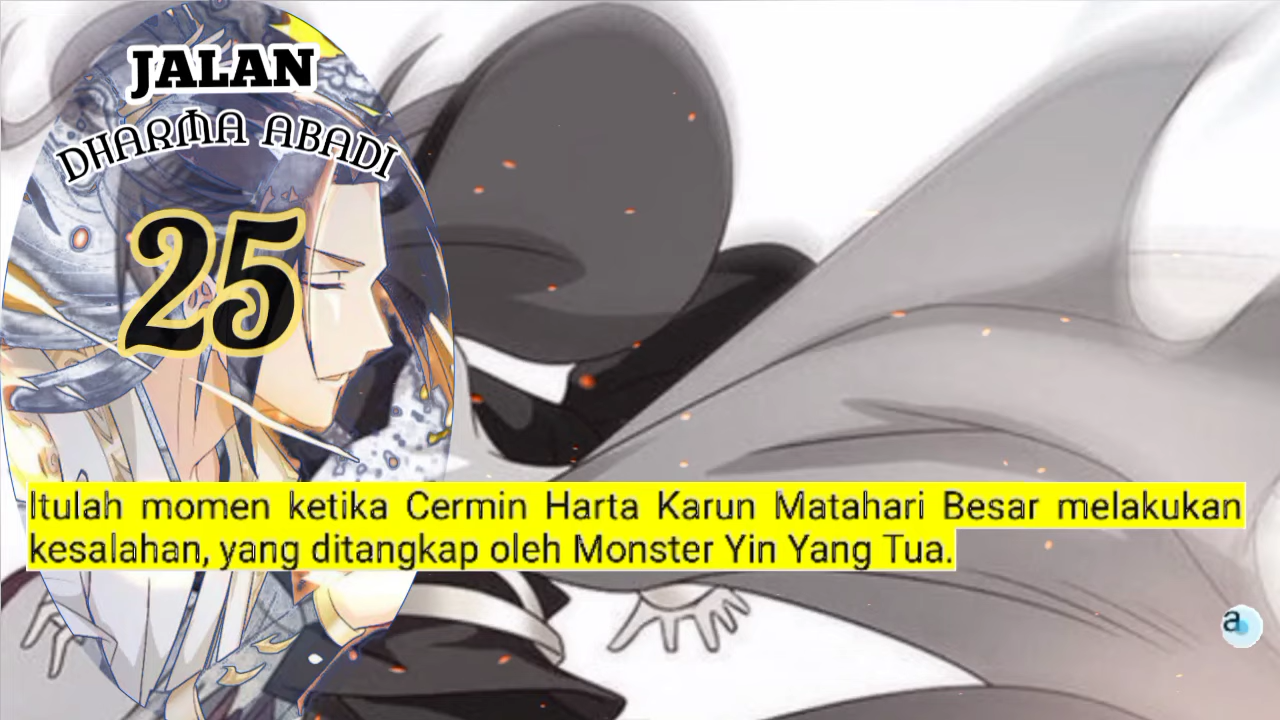 JALAN
DHARMA ABADI
25
Itulah momen ketika Cermin Harta Karun Matahari Besar melakukan
kesalahan, yang ditangkap oleh Monster Yin Yang Tua.
a